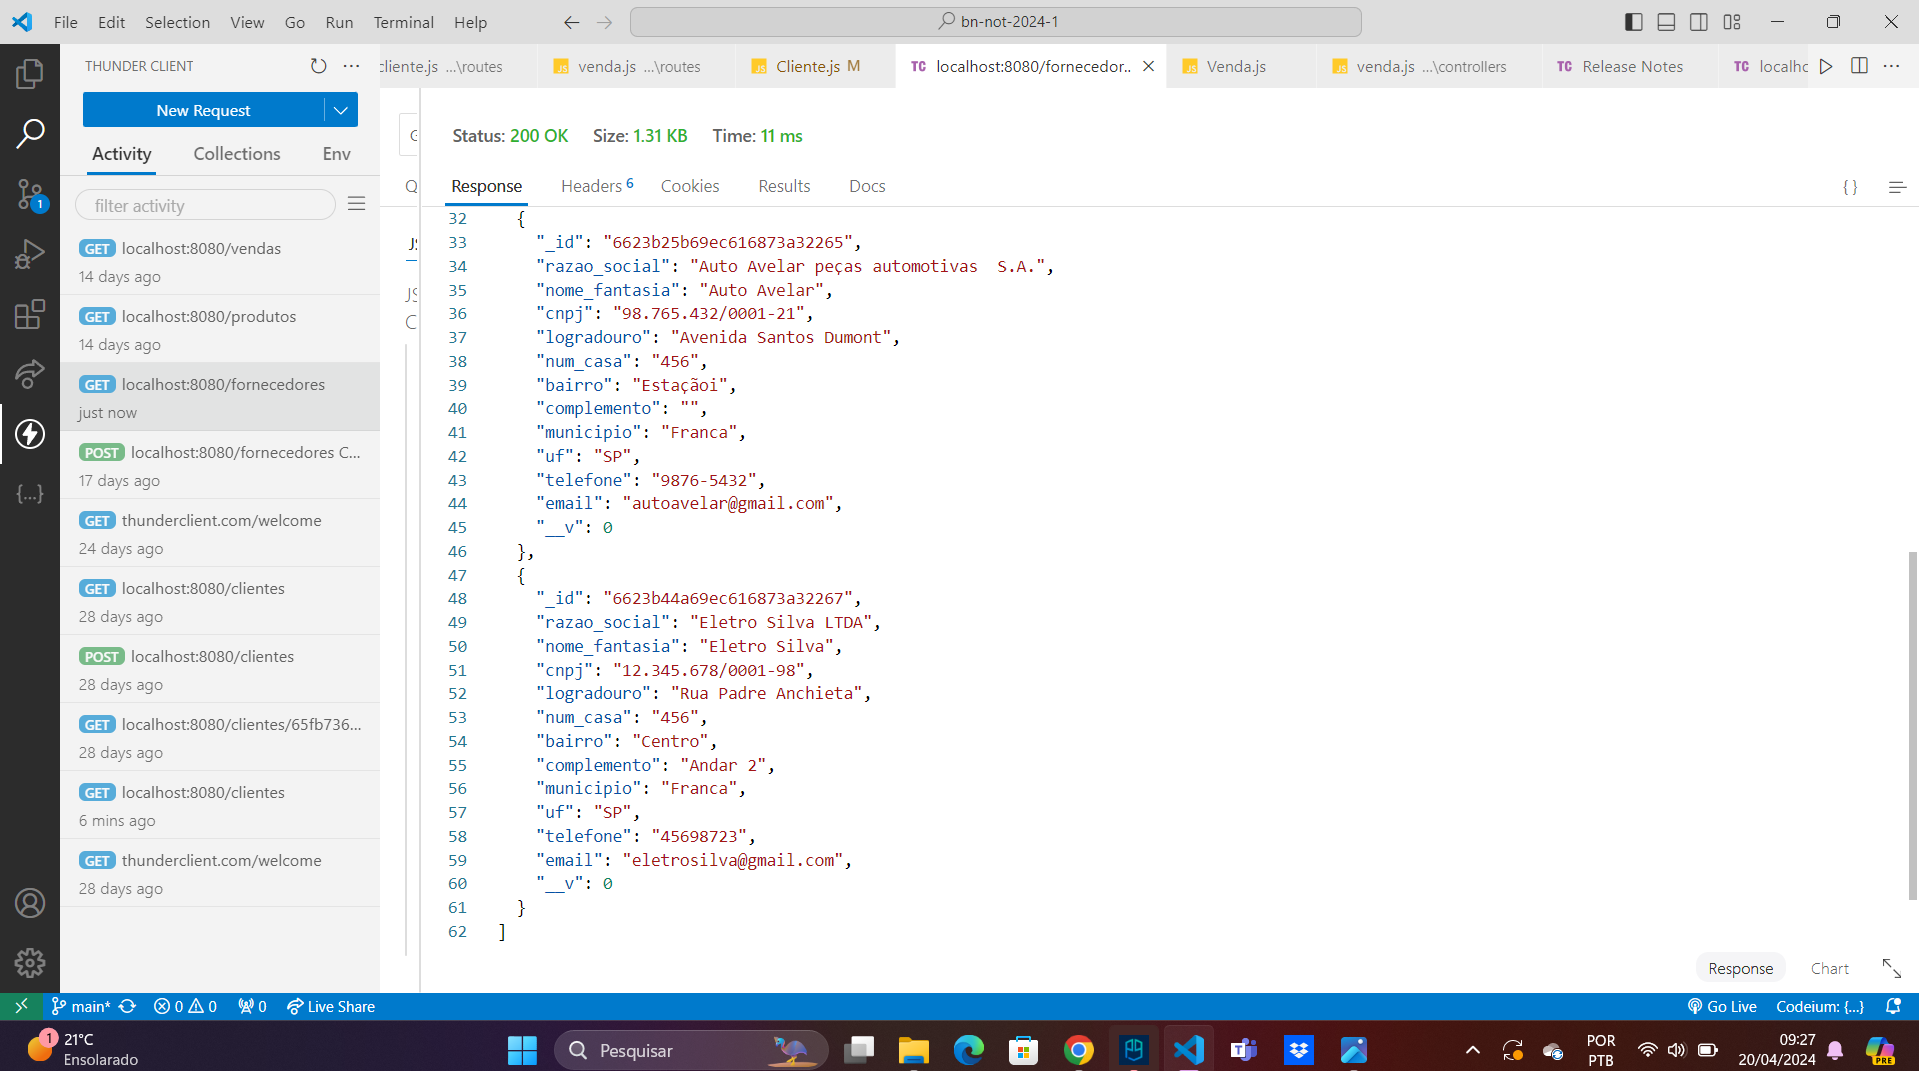 File Edit Selection View Go Run Terminal Help
bn-not-2024-1
THUNDER CLIENT
cliente.js ...\routes
venda.js ...\routes
Cliente.js M
TC localhost:8080/fornecedor..
Venda.js
venda.js ...\controllers
TC Release Notes
TC localhc
New Request
Activity Collections Env
filter activity
GET localhost:8080/vendas
14 days ago
GET localhost:8080/produtos
14 days ago
GET localhost:8080/fornecedores
just now
POST localhost:8080/fornecedores C...
17 days ago
GET thunderclient.com/welcome
24 days ago
GET localhost:8080/clientes
28 days ago
POST localhost:8080/clientes
28 days ago
GET localhost:8080/clientes/65fb736...
28 days ago
GET localhost:8080/clientes
6 mins ago
GET thunderclient.com/welcome
28 days ago
1
Status: 200 OK Size: 1.31 KB Time: 11 ms
Response Headers 6 Cookies Results Docs
{ }
32 {
33 "_id": "6623b25b69ec616873a32265",
34 "razao_social": "Auto Avelar peças automotivas  S.A.",
35 "nome_fantasia": "Auto Avelar",
36 "cnpj": "98.765.432/0001-21",
37 "logradouro": "Avenida Santos Dumont",
38 "num_casa": "456",
39 "bairro": "Estaçãoi",
40 "complemento": "",
41 "municipio": "Franca",
42 "uf": "SP",
43 "telefone": "9876-5432",
44 "email": "autoavelar@gmail.com",
45 "__v": 0
46 },
47 {
48 "_id": "6623b44a69ec616873a32267",
49 "razao_social": "Eletro Silva LTDA",
50 "nome_fantasia": "Eletro Silva",
51 "cnpj": "12.345.678/0001-98",
52 "logradouro": "Rua Padre Anchieta",
53 "num_casa": "456",
54 "bairro": "Centro",
55 "complemento": "Andar 2",
56 "municipio": "Franca",
57 "uf": "SP",
58 "telefone": "45698723",
59 "email": "eletrosilva@gmail.com",
60 "__v": 0
61 }
62 ]
Response Chart
main* 0 0 0 Live Share
Go Live Codeium: {...}
1
21°C
Ensolarado
Pesquisar
POR
PTB
09:27
20/04/2024
PRE